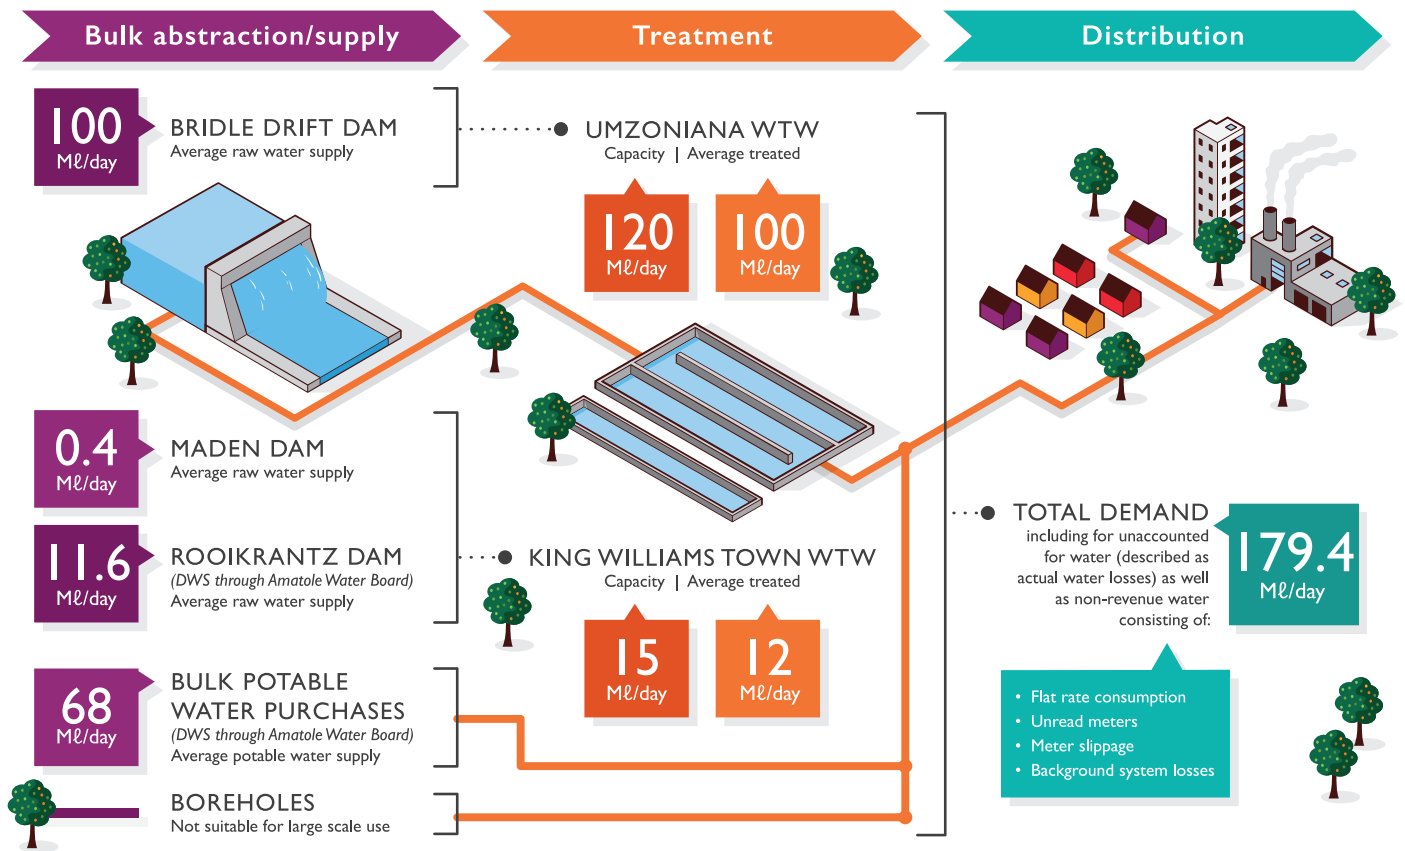 Bulk abstraction/supply
Treatment
Distribution
100
Mℓ/day
BRIDLE DRIFT DAM
Average raw water supply
UMZONIANA WTW
Capacity | Average treated
120
Mℓ/day
100
Mℓ/day
0.4
Mℓ/day
MADEN DAM
Average raw water supply
11.6
Mℓ/day
ROOIKRANTZ DAM
(DWS through Amatole Water Board)
Average raw water supply
KING WILLIAMS TOWN WTW
Capacity | Average treated
15
Mℓ/day
12
Mℓ/day
68
Mℓ/day
BULK POTABLE
WATER PURCHASES
(DWS through Amatole Water Board)
Average potable water supply
BOREHOLES
Not suitable for large scale use
TOTAL DEMAND
including for unaccounted
for water (described as
actual water losses) as well
as non-revenue water
consisting of:
179.4
Mℓ/day
• Flat rate consumption
• Unread meters
• Meter slippage
• Background system losses